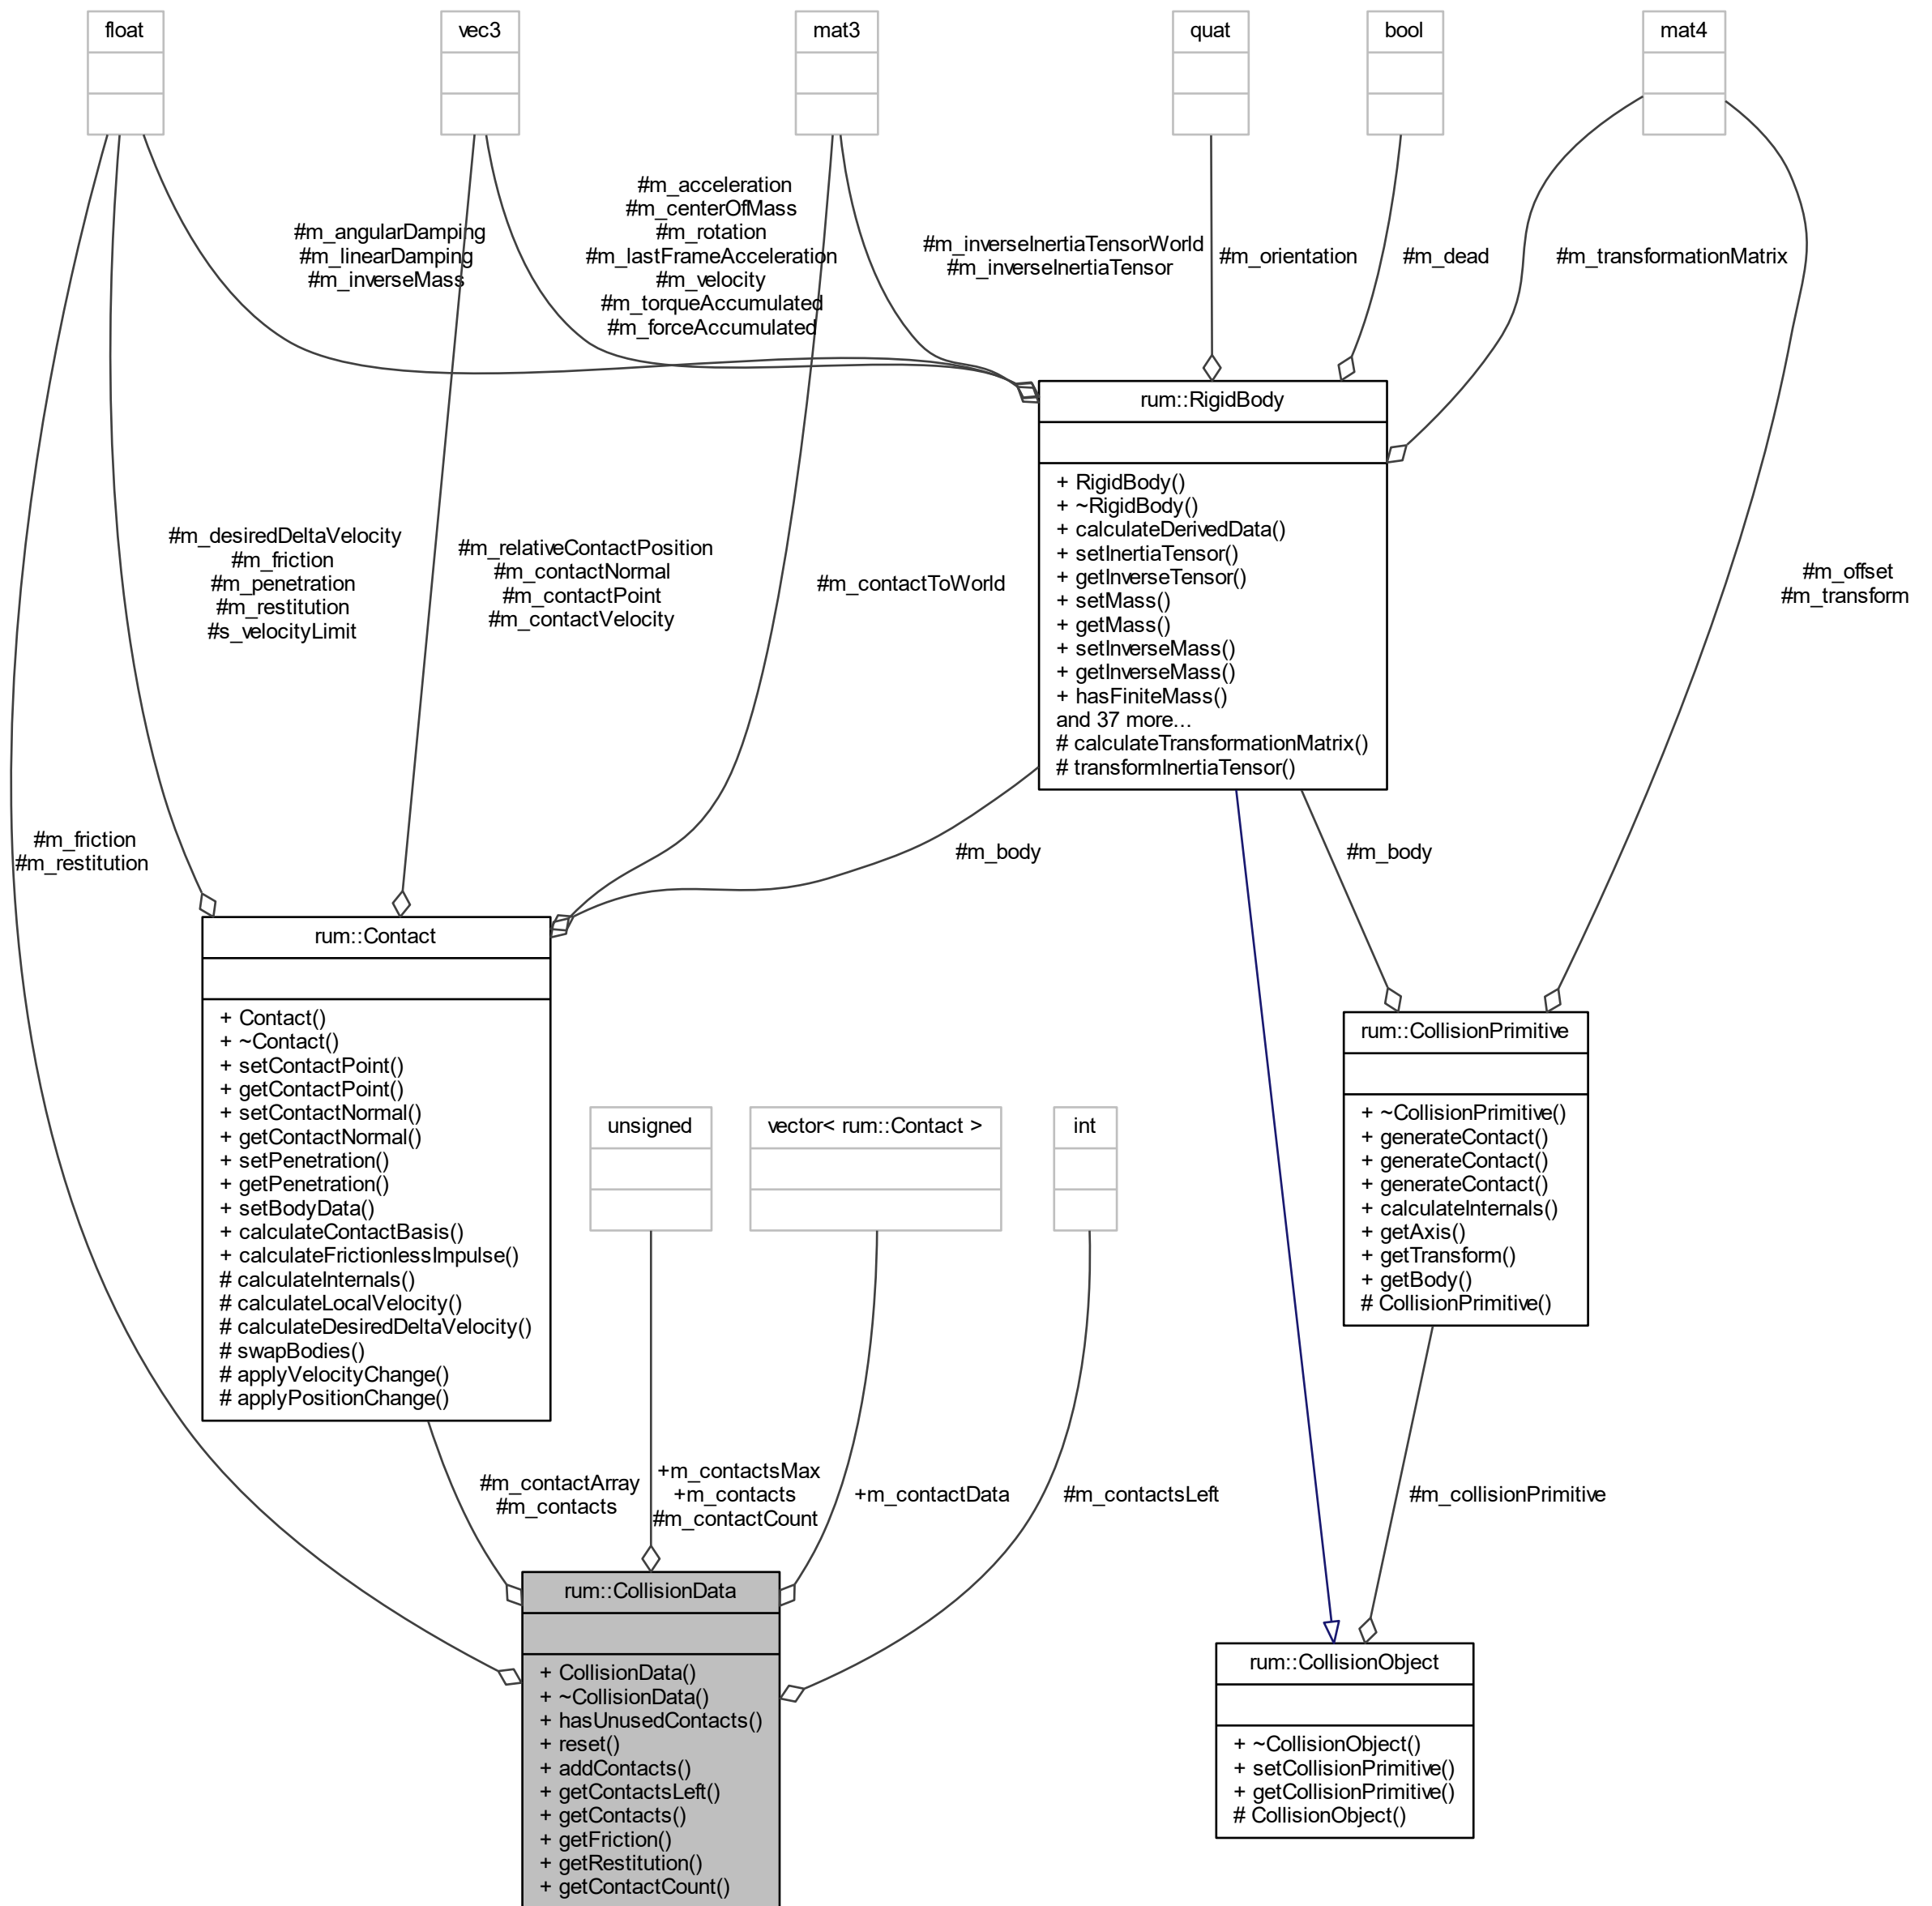 float
vec3
mat3
quat
bool
mat4
#m_angularDamping
#m_linearDamping
#m_inverseMass
#m_acceleration
#m_centerOfMass
#m_rotation
#m_lastFrameAcceleration
#m_velocity
#m_torqueAccumulated
#m_forceAccumulated
#m_inverseInertiaTensorWorld
#m_inverseInertiaTensor
#m_orientation
#m_dead
#m_transformationMatrix
rum::RigidBody
+ RigidBody()
+ ~RigidBody()
+ calculateDerivedData()
+ setInertiaTensor()
+ getInverseTensor()
+ setMass()
+ getMass()
+ setInverseMass()
+ getInverseMass()
+ hasFiniteMass()
and 37 more...
# calculateTransformationMatrix()
# transformInertiaTensor()
#m_desiredDeltaVelocity
#m_friction
#m_penetration
#m_restitution
#s_velocityLimit
#m_relativeContactPosition
#m_contactNormal
#m_contactPoint
#m_contactVelocity
#m_contactToWorld
#m_offset
#m_transform
#m_friction
#m_restitution
#m_body
#m_body
rum::Contact
+ Contact()
+ ~Contact()
+ setContactPoint()
+ getContactPoint()
+ setContactNormal()
+ getContactNormal()
+ setPenetration()
+ getPenetration()
+ setBodyData()
+ calculateContactBasis()
+ calculateFrictionlessImpulse()
# calculateInternals()
# calculateLocalVelocity()
# calculateDesiredDeltaVelocity()
# swapBodies()
# applyVelocityChange()
# applyPositionChange()
rum::CollisionPrimitive
+ ~CollisionPrimitive()
+ generateContact()
+ generateContact()
+ generateContact()
+ calculateInternals()
+ getAxis()
+ getTransform()
+ getBody()
# CollisionPrimitive()
unsigned
vector< rum::Contact >
int
#m_contactArray
#m_contacts
+m_contactsMax
+m_contacts
#m_contactCount
+m_contactData
#m_contactsLeft
#m_collisionPrimitive
rum::CollisionData
+ CollisionData()
+ ~CollisionData()
+ hasUnusedContacts()
+ reset()
+ addContacts()
+ getContactsLeft()
+ getContacts()
+ getFriction()
+ getRestitution()
+ getContactCount()
rum::CollisionObject
+ ~CollisionObject()
+ setCollisionPrimitive()
+ getCollisionPrimitive()
# CollisionObject()